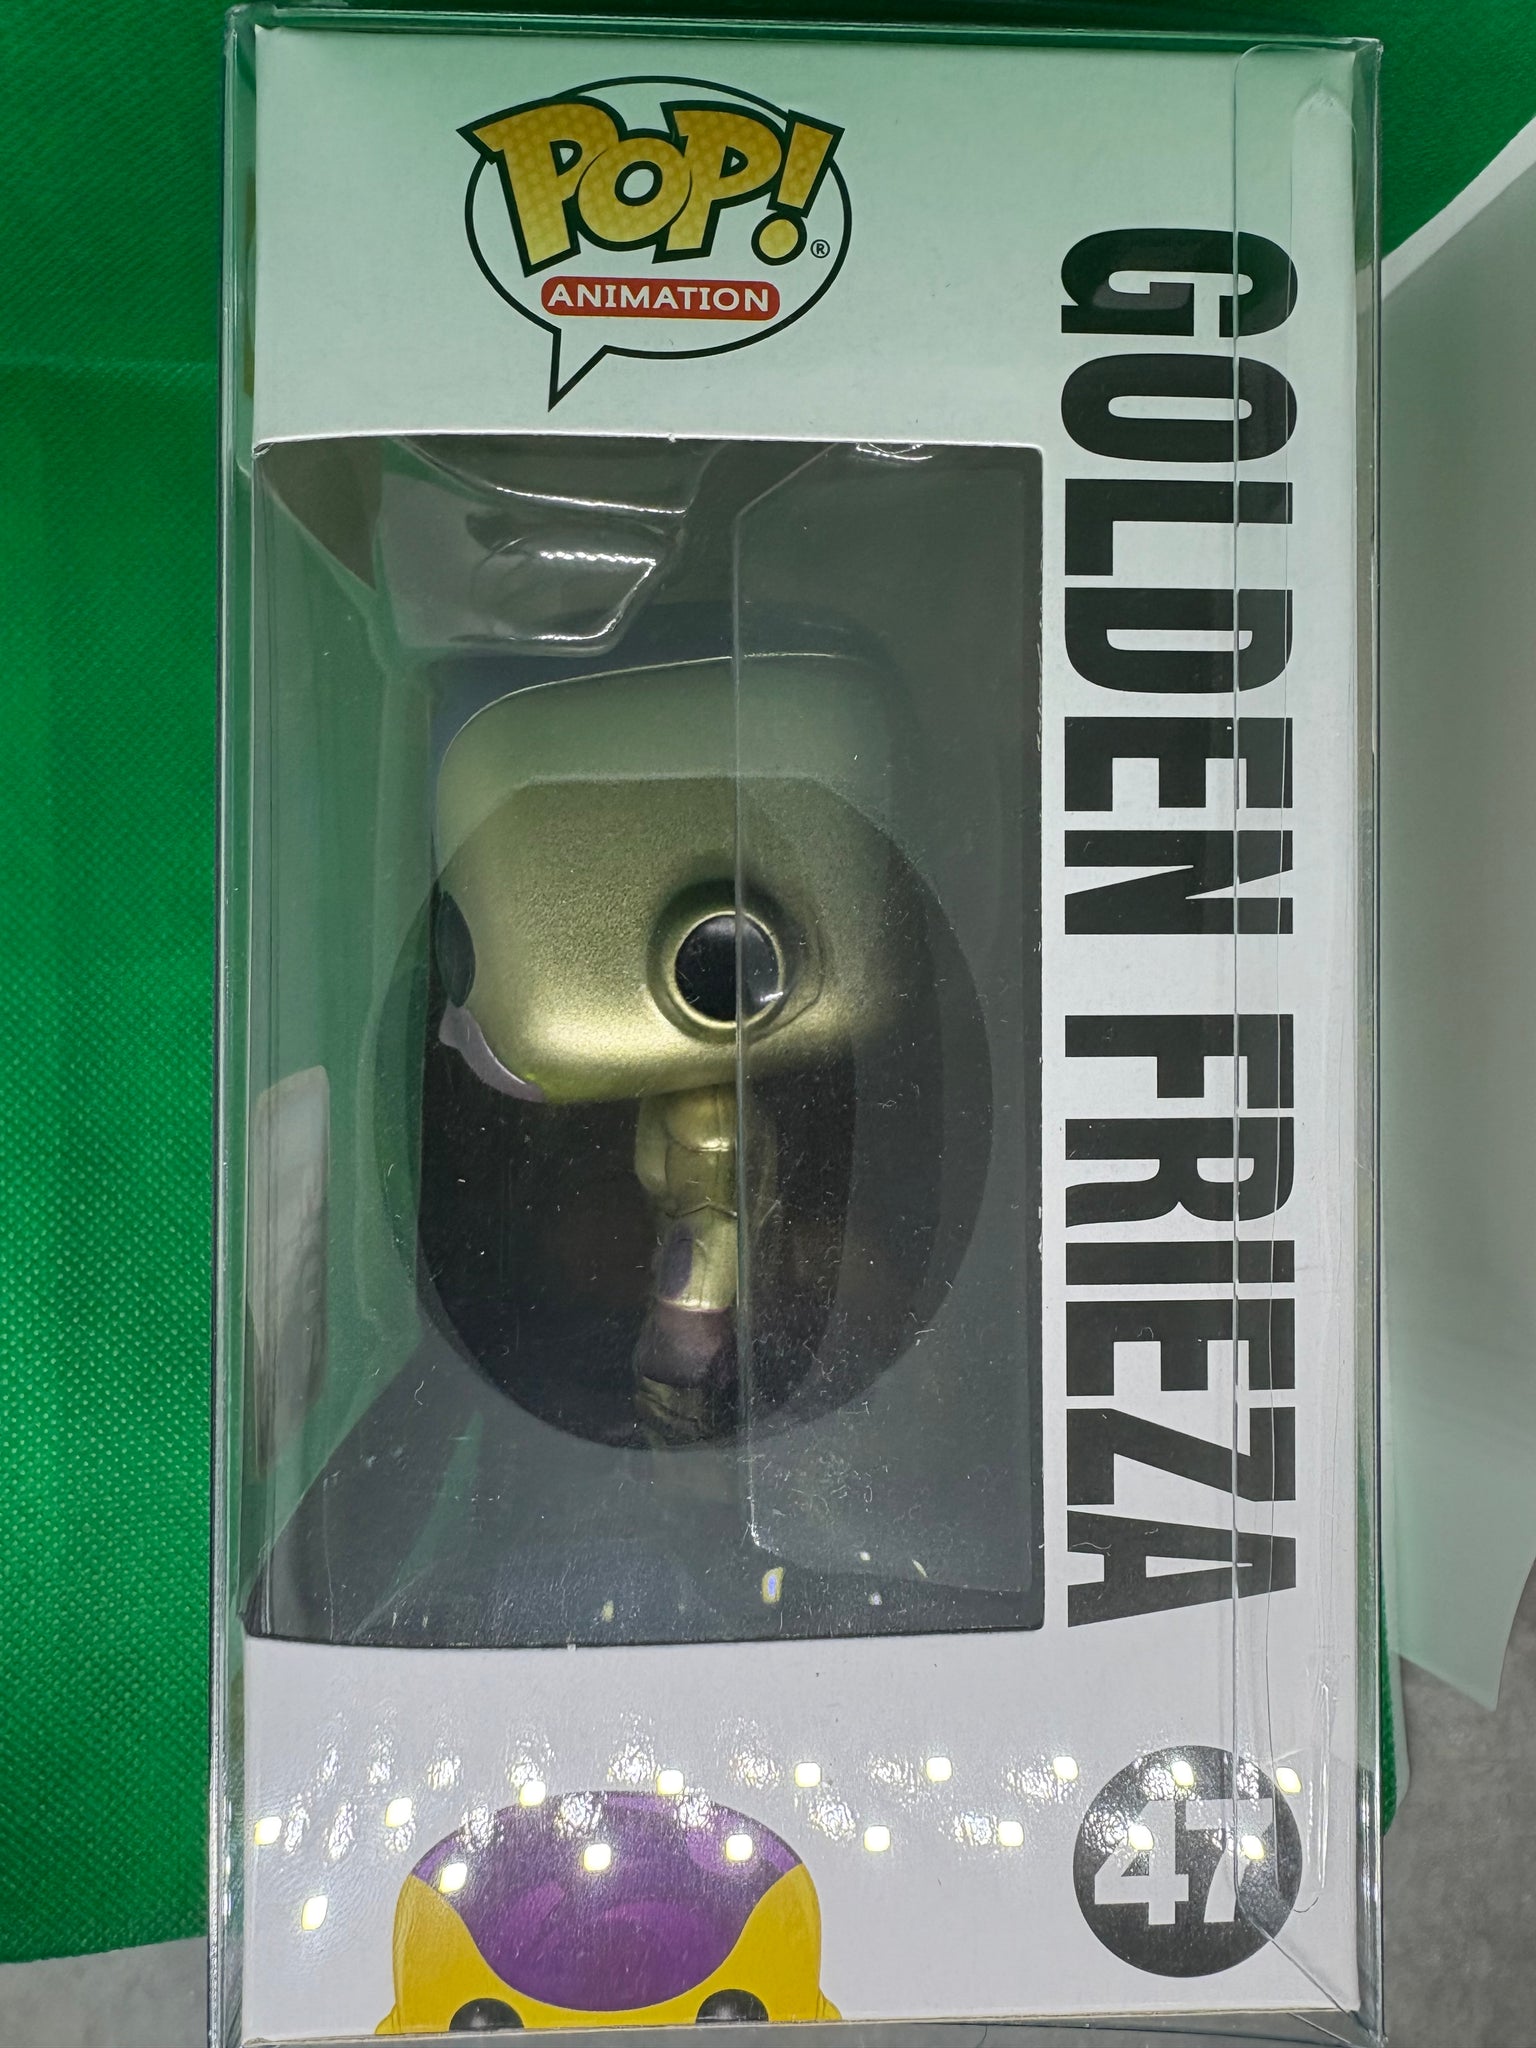 POP!®
ANIMATION
GOLDEN FRIEZA
47